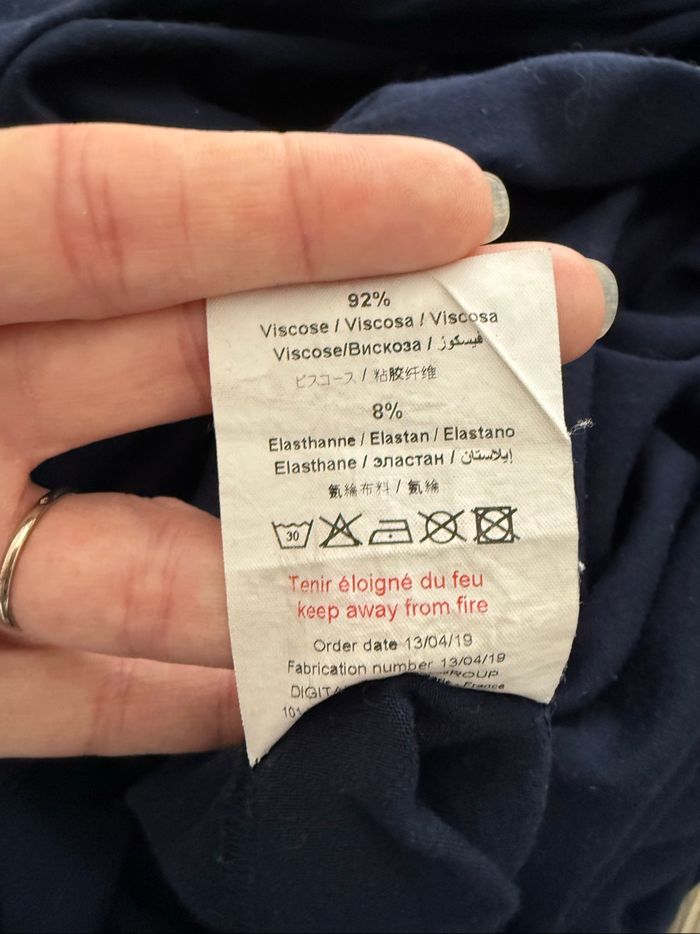 92%
Viscose / Viscosa / Viscosa
Viscose/Вискоза / فيسكوز
ビスコース / 粘胶纤维
8%
Elasthanne / Elastan / Elastano
Elasthane / эластан / إيلاستان
氨綸布料 / 氨綸
30
Tenir éloigné du feu
keep away from fire
Order date 13/04/19
Fabrication number 13/04/19
France